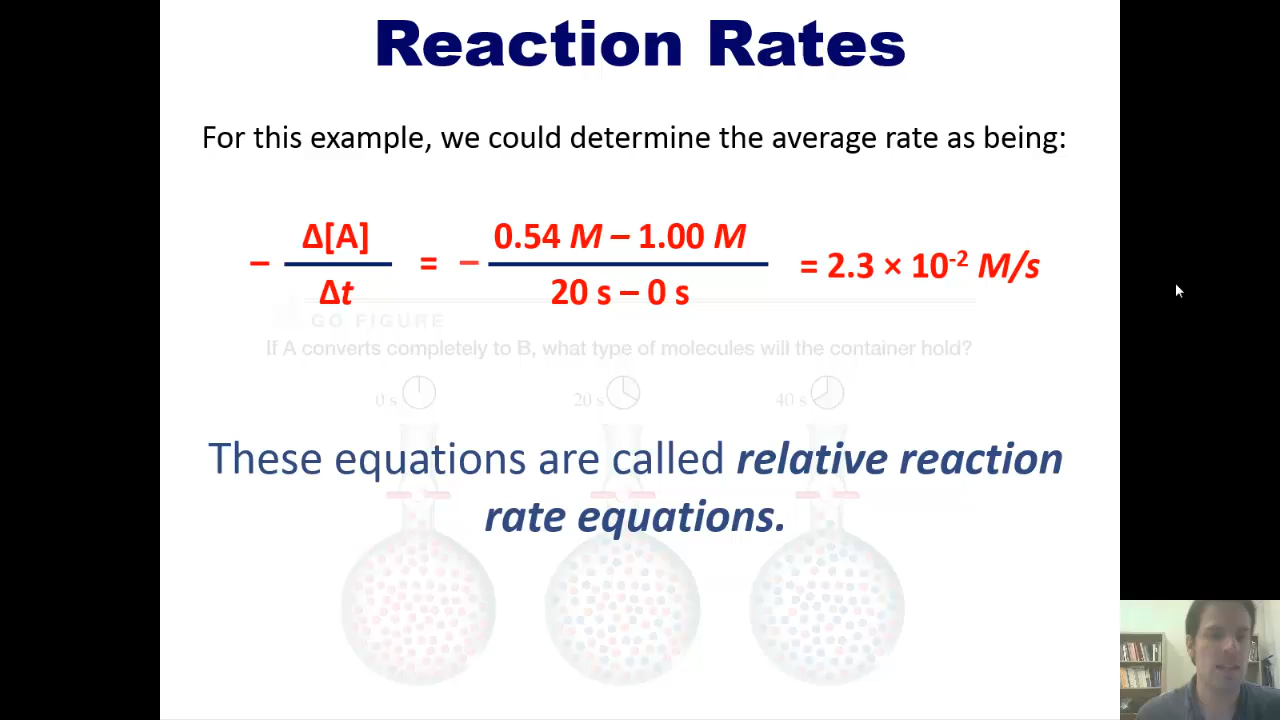 Reaction Rates
For this example, we could determine the average rate as being:
– Δ[A] / Δt = – 0.54 M – 1.00 M / 20 s – 0 s = 2.3 × 10⁻² M/s
GO FIGURE
If A converts completely to B, what type of molecules will the container hold?
0 s 20 s 40 s
These equations are called relative reaction
rate equations.